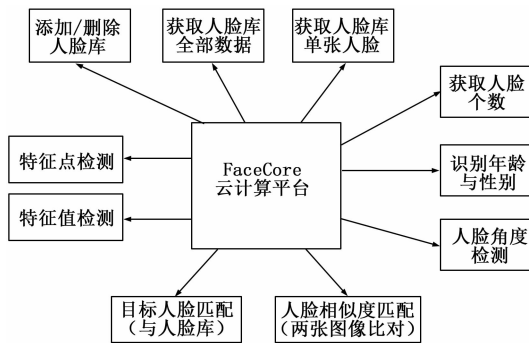 添加/删除
人脸库
获取人脸库
全部数据
获取人脸库
单张人脸
获取人脸
个数
特征点检测
FaceCore
云计算平台
识别年龄
与性别
特征值检测
人脸角度
检测
目标人脸匹配
（与人脸库）
人脸相似度匹配
（两张图像比对）